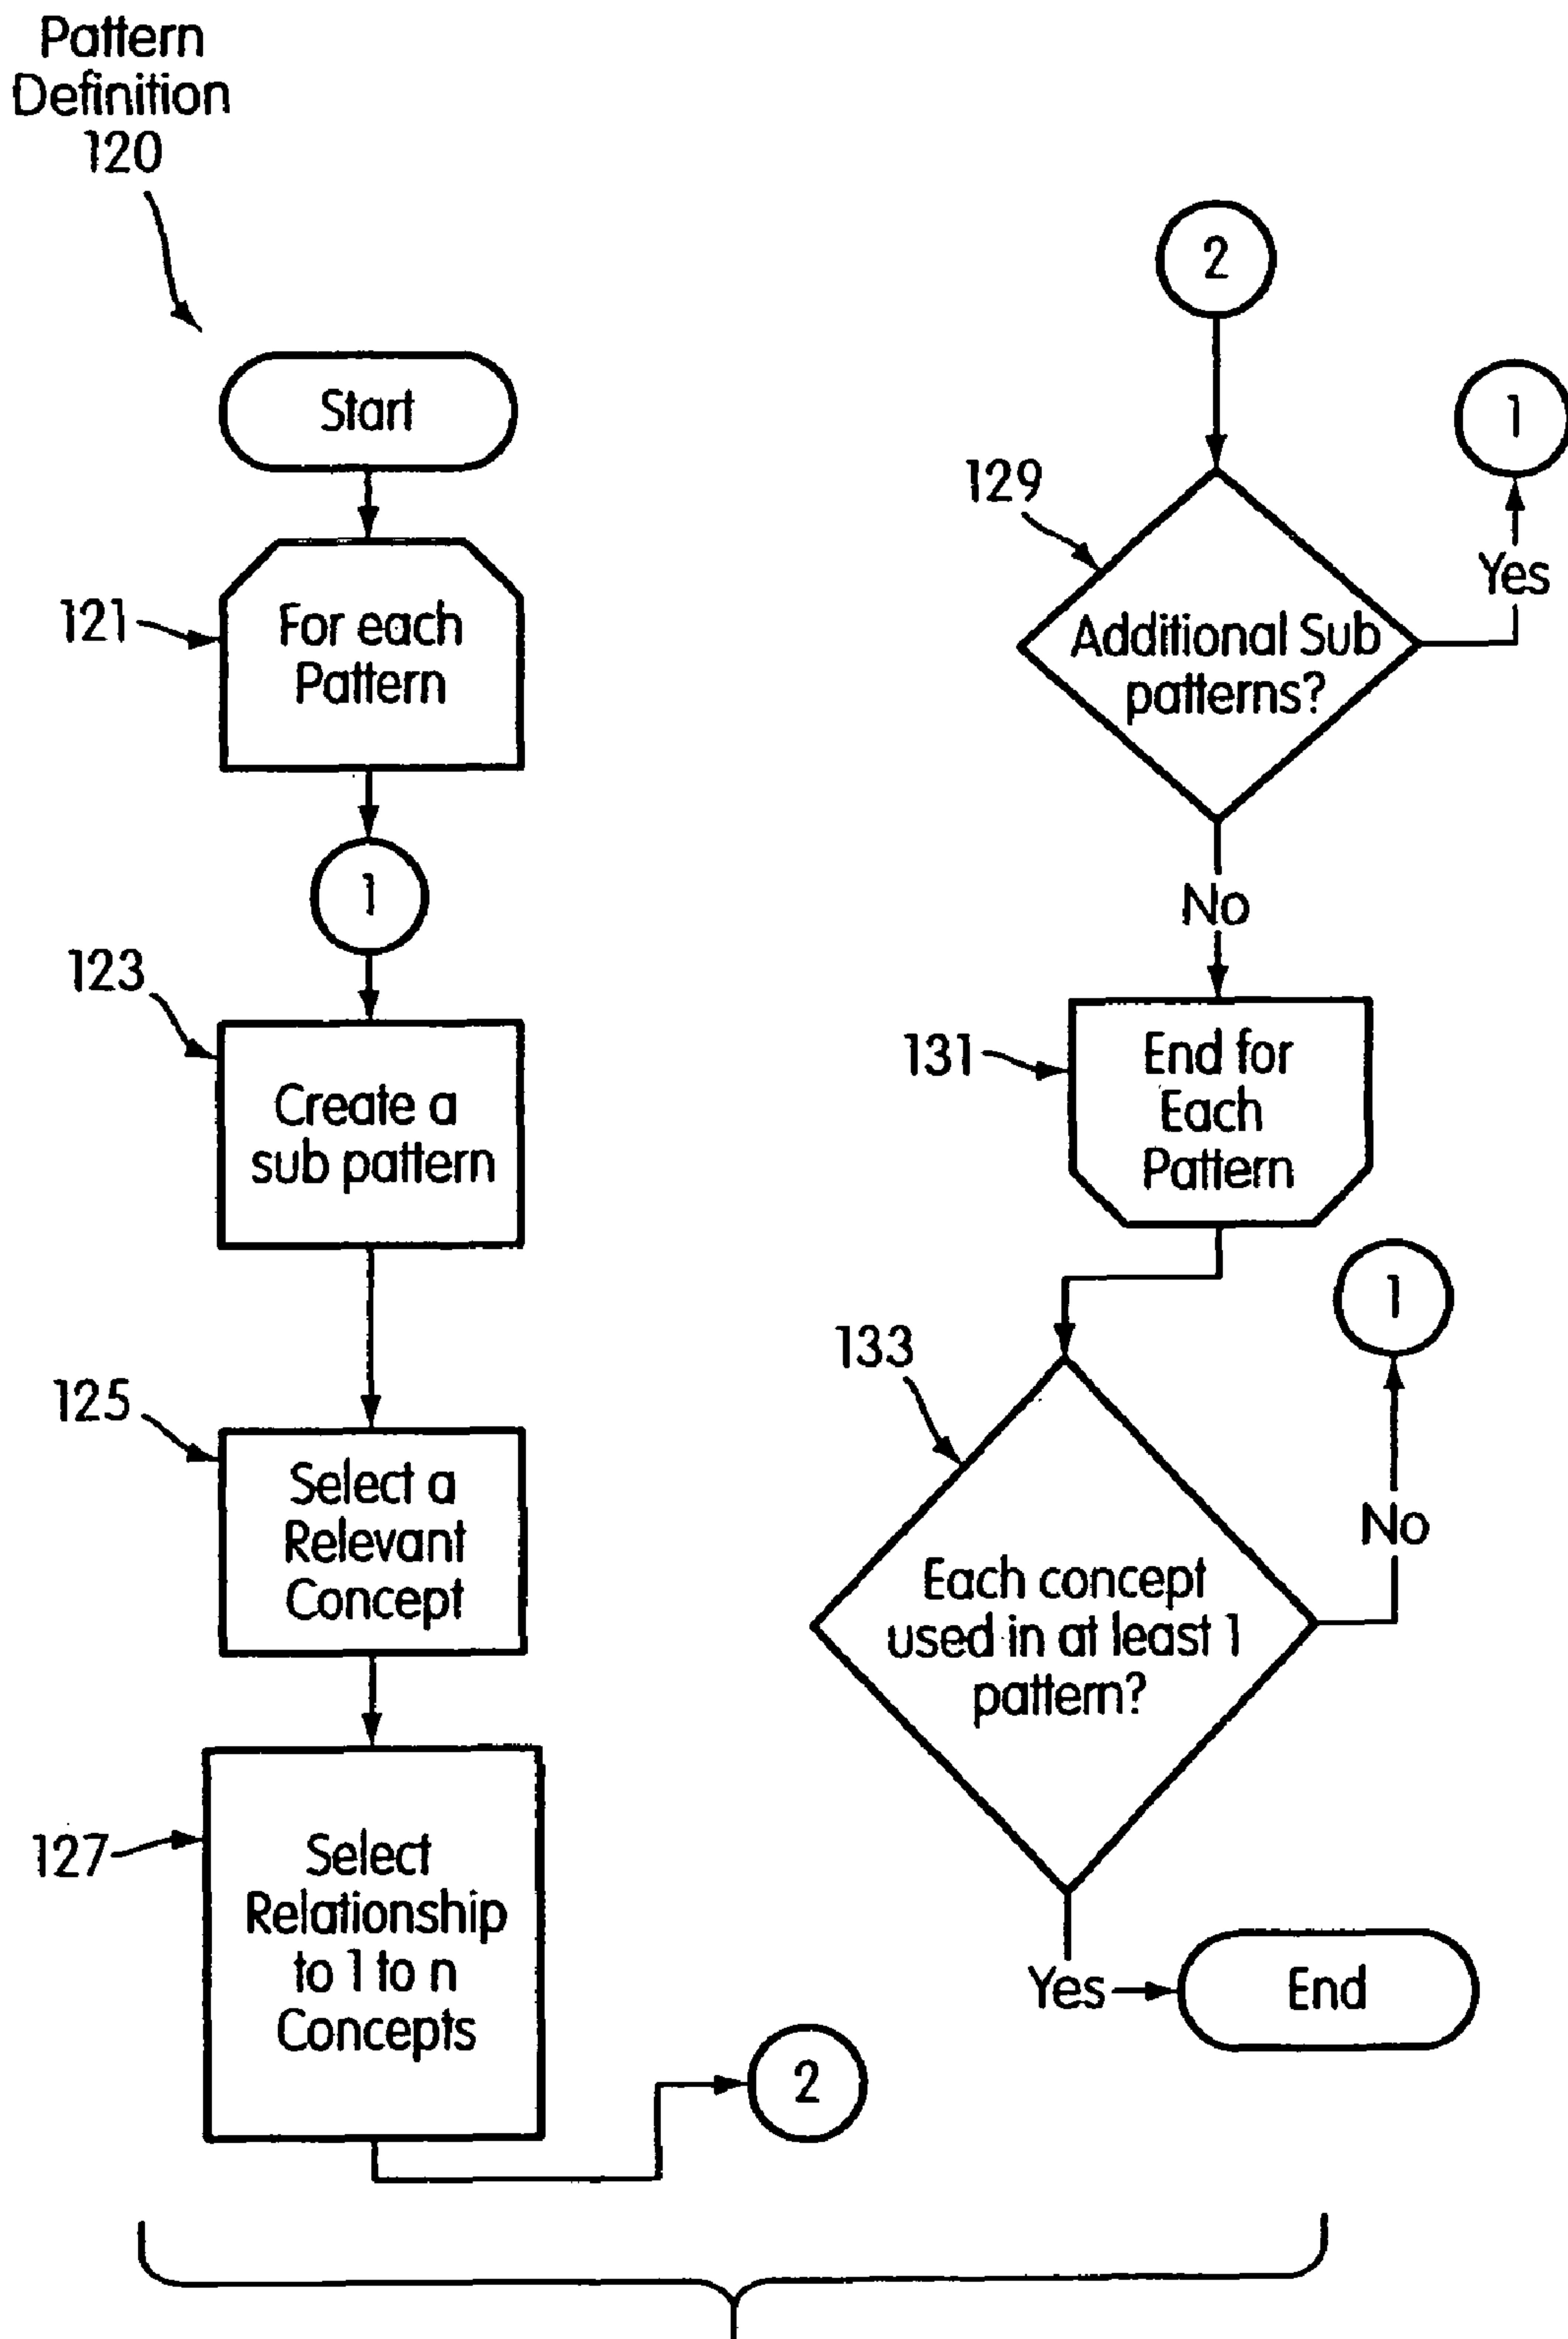 Pattern
Definition
120
Start
121
For each
Pattern
1
123
Create a
sub pattern
125
Select a
Relevant
Concept
127
Select
Relationship
to 1 to n
Concepts
2
2
129
Additional Sub
patterns?
Yes
1
No
131
End for
Each
Pattern
133
Each concept
used in at least 1
pattern?
No
1
Yes
End